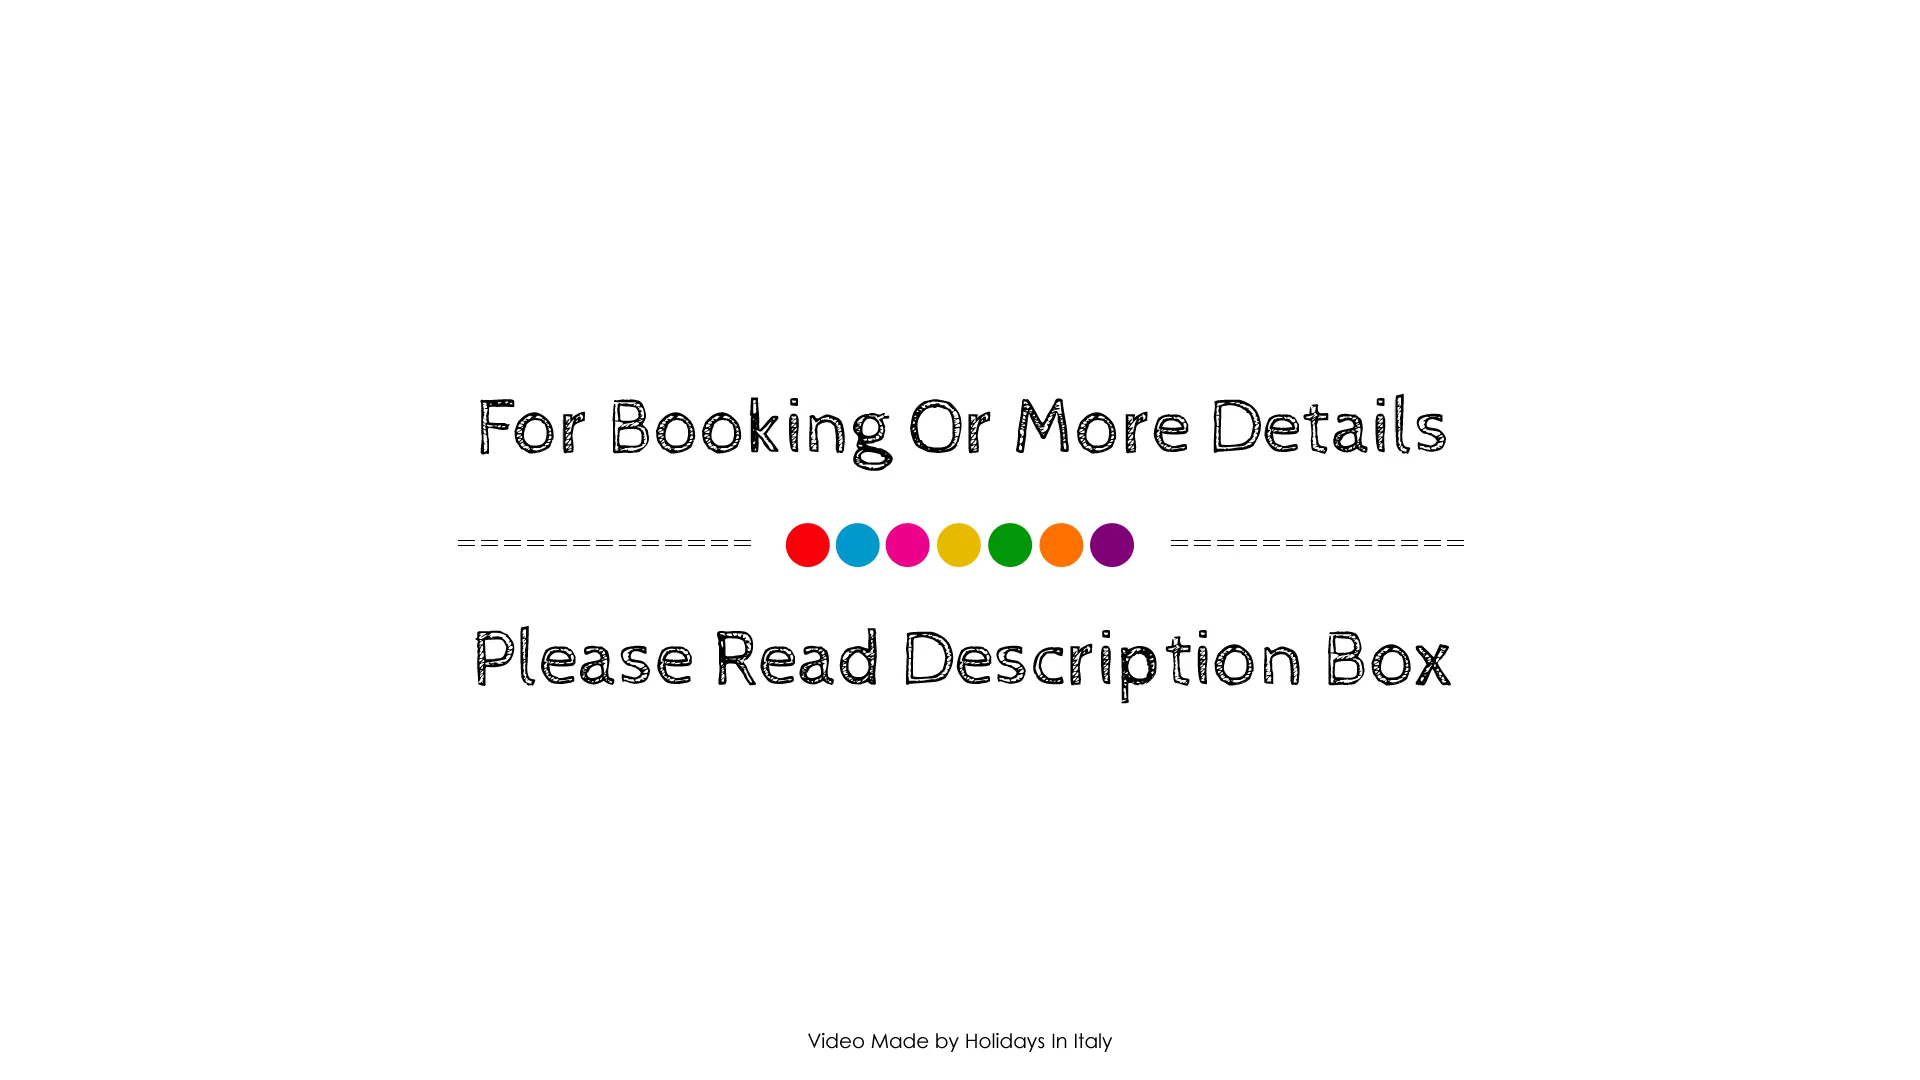 For Booking Or More Details
============= =============
Please Read Description Box
Video Made by Holidays In Italy